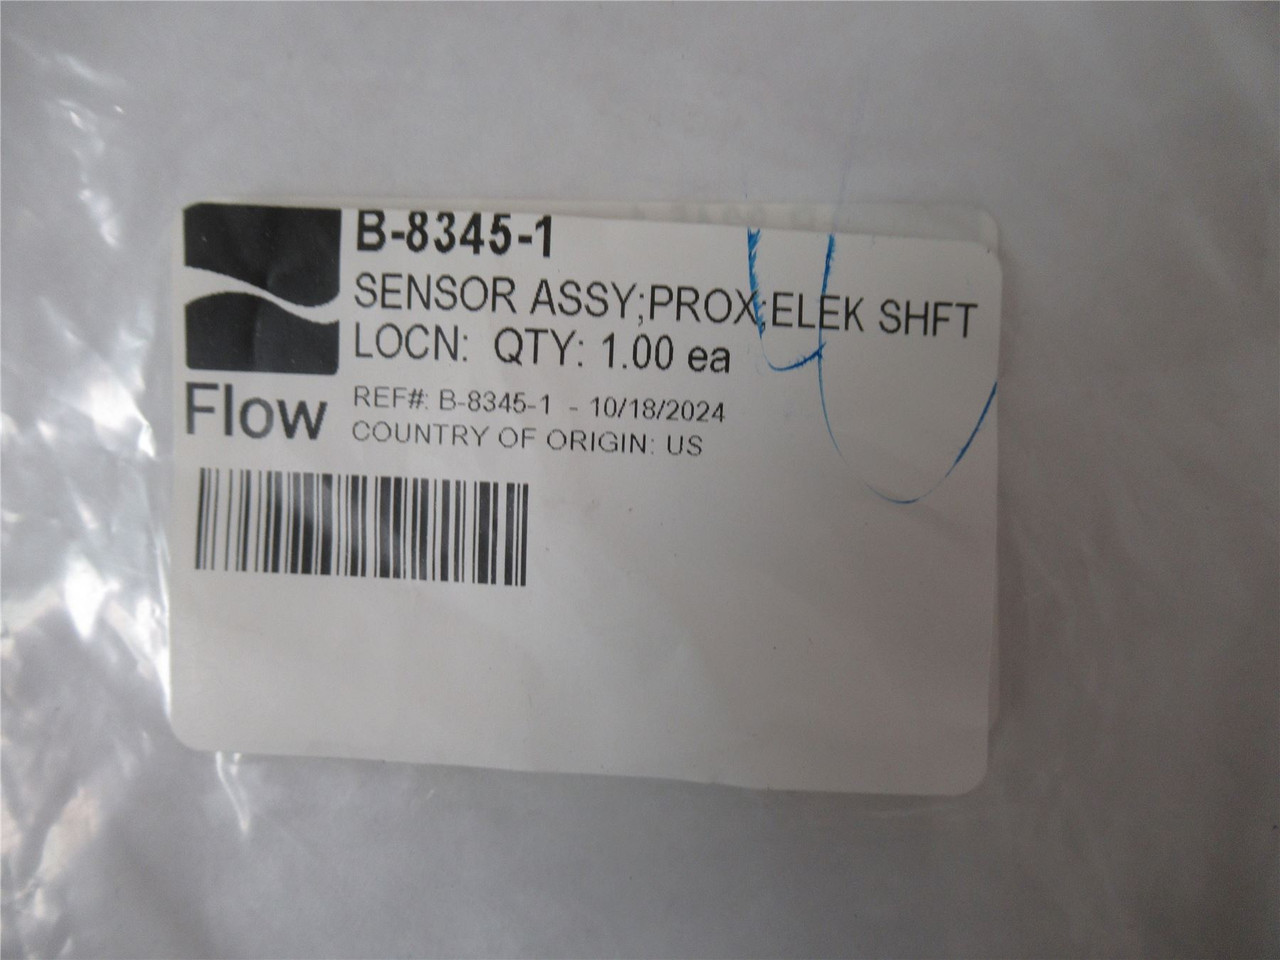 B-8345-1
SENSOR ASSY;PROX;ELEK SHFT
LOCN: QTY: 1.00 ea
REF#: B-8345-1 - 10/18/2024
COUNTRY OF ORIGIN: US
Flow